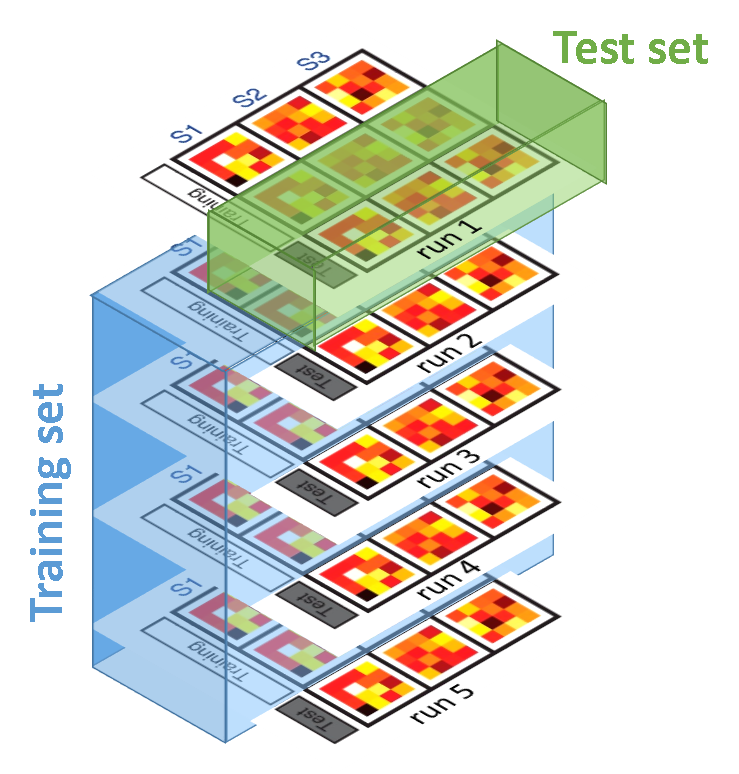 Test set
S3
S2
S1
Training
Test
run 1
S1
Training
Test
run 2
S1
Training
Test
run 3
S1
Training
Test
run 4
S1
Training
Test
run 5
Training set